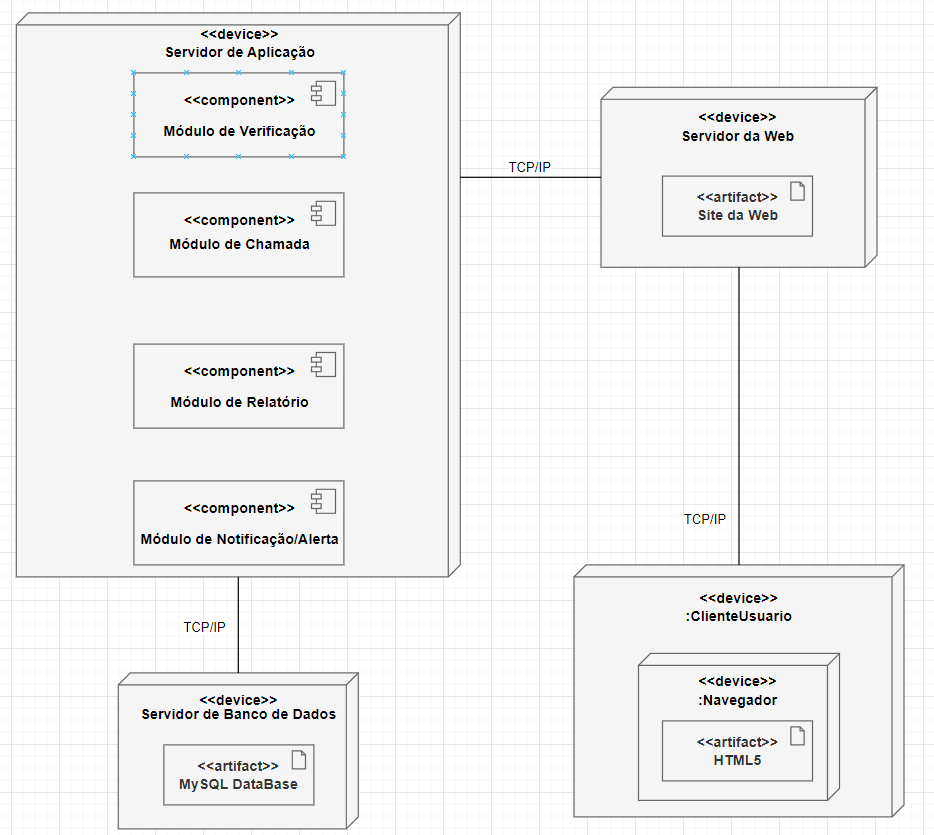 <<device>>
Servidor de Aplicação
<<component>>
Módulo de Verificação
<<component>>
Módulo de Chamada
<<component>>
Módulo de Relatório
<<component>>
Módulo de Notificação/Alerta
TCP/IP
<<device>>
Servidor da Web
<<artifact>>
Site da Web
TCP/IP
<<device>>
:ClienteUsuario
<<device>>
:Navegador
<<artifact>>
HTML5
TCP/IP
<<device>>
Servidor de Banco de Dados
<<artifact>>
MySQL DataBase